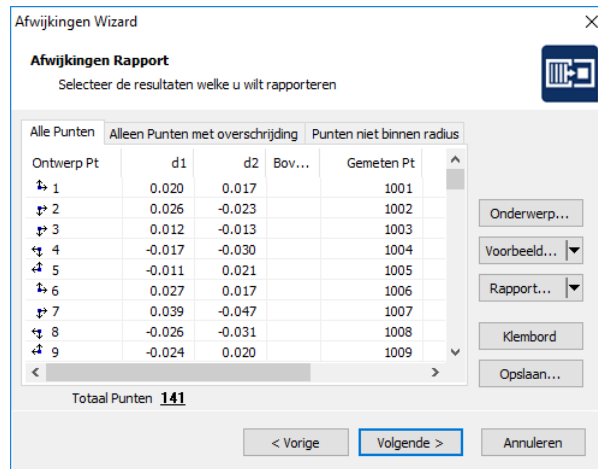 Afwijkingen Wizard
Afwijkingen Rapport
Selecteer de resultaten welke u wilt rapporteren
Alle Punten Alleen Punten met overschrijding Punten niet binnen radius
Ontwerp Pt d1 d2 Bov... Gemeten Pt
1 0.020 0.017 1001
2 0.026 -0.023 1002
3 0.012 -0.013 1003
4 -0.017 -0.030 1004
5 -0.011 0.021 1005
6 0.027 0.017 1006
7 0.039 -0.047 1007
8 -0.026 -0.031 1008
9 -0.024 0.020 1009
Totaal Punten 141
Onderwerp...
Voorbeeld...
Rapport...
Klembord
Opslaan...
< Vorige Volgende > Annuleren